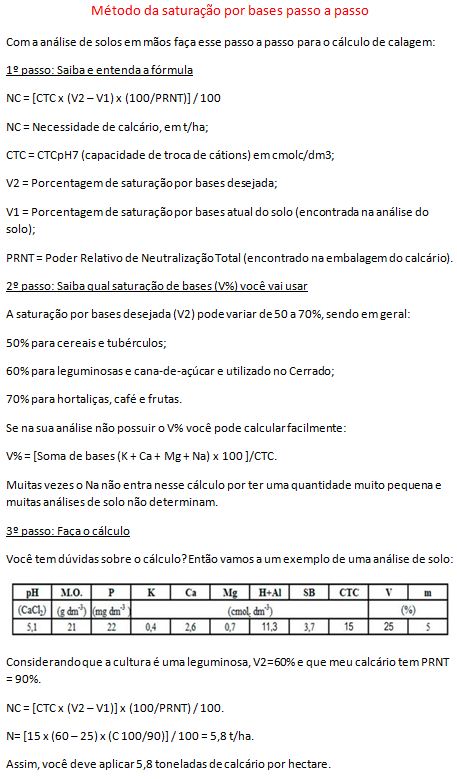 Método da saturação por bases passo a passo
Com a análise de solos em mãos faça esse passo a passo para o cálculo de calagem:
1º passo: Saiba e entenda a fórmula
NC = [CTC x (V2 – V1) x (100/PRNT)] / 100
NC = Necessidade de calcário, em t/ha;
CTC = CTCpH7 (capacidade de troca de cátions) em cmolc/dm3;
V2 = Porcentagem de saturação por bases desejada;
V1 = Porcentagem de saturação por bases atual do solo (encontrada na análise do
solo);
PRNT = Poder Relativo de Neutralização Total (encontrado na embalagem do calcário).
2º passo: Saiba qual saturação de bases (V%) você vai usar
A saturação por bases desejada (V2) pode variar de 50 a 70%, sendo em geral:
50% para cereais e tubérculos;
60% para leguminosas e cana-de-açúcar e utilizado no Cerrado;
70% para hortaliças, café e frutas.
Se na sua análise não possuir o V% você pode calcular facilmente:
V% = [Soma de bases (K + Ca + Mg + Na) x 100 ]/CTC.
Muitas vezes o Na não entra nesse cálculo por ter uma quantidade muito pequena e
muitas análises de solo não determinam.
3º passo: Faça o cálculo
Você tem dúvidas sobre o cálculo? Então vamos a um exemplo de uma análise de solo:
pH M.O. P K Ca Mg H+Al SB CTC V m
(CaCl₂) (g dm⁻³) (mg dm⁻³) (cmolc dm⁻³) (%)
5,1 21 22 0,4 2,6 0,7 11,3 3,7 15 25 5
Considerando que a cultura é uma leguminosa, V2=60% e que meu calcário tem PRNT
= 90%.
NC = [CTC x (V2 – V1)] x (100/PRNT) / 100.
N= [15 x (60 – 25) x (C 100/90)] / 100 = 5,8 t/ha.
Assim, você deve aplicar 5,8 toneladas de calcário por hectare.